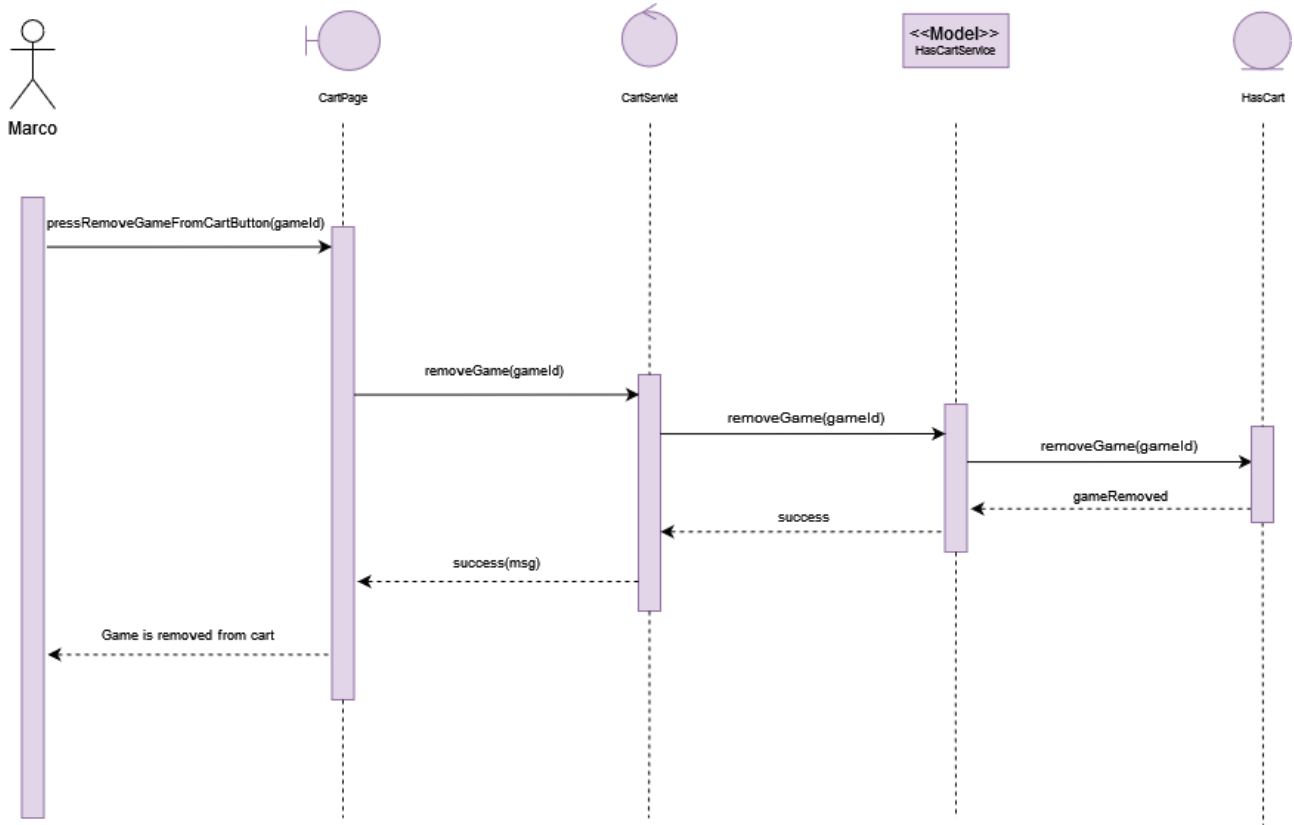 <<Model>>
HasCartService
CartPage
CartServlet
HasCart
Marco
pressRemoveGameFromCartButton(gameId)
removeGame(gameId)
removeGame(gameId)
removeGame(gameId)
gameRemoved
success
success(msg)
Game is removed from cart